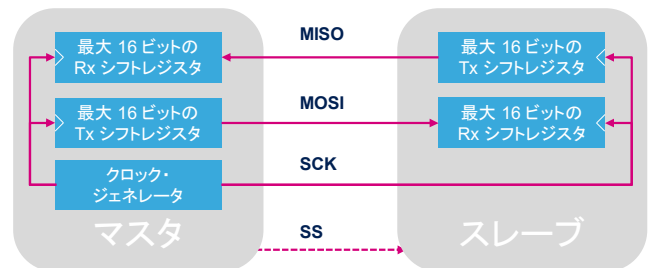 MISO
最大 16 ビットの
Rx シフトレジスタ
最大 16 ビットの
Tx シフトレジスタ
MOSI
最大 16 ビットの
Tx シフトレジスタ
最大 16 ビットの
Rx シフトレジスタ
SCK
クロック・
ジェネレータ
マスタ
SS
スレーブ